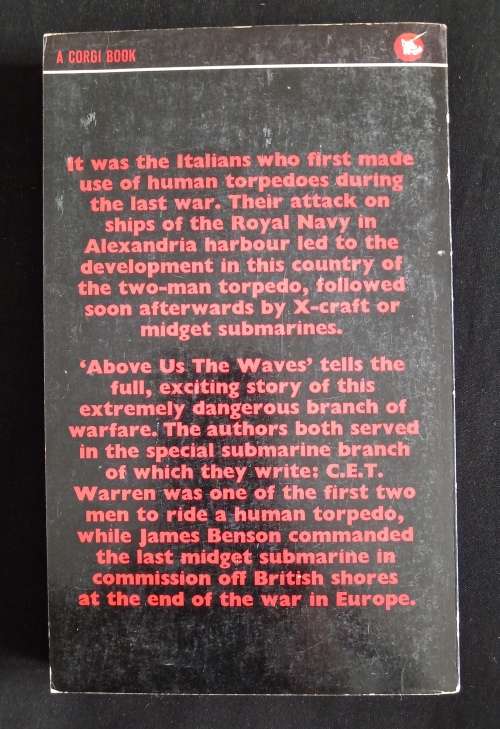 A CORGI BOOK
It was the Italians who first made
use of human torpedoes during
the last war. Their attack on
ships of the Royal Navy in
Alexandria harbour led to the
development in this country of
the two-man torpedo, followed
soon afterwards by X-craft or
midget submarines.
‘Above Us The Waves’ tells the
full, exciting story of this
extremely dangerous branch of
warfare. The authors both served
in the special submarine branch
of which they write: C.E.T.
Warren was one of the first two
men to ride a human torpedo,
while James Benson commanded
the last midget submarine in
commission off British shores
at the end of the war in Europe.